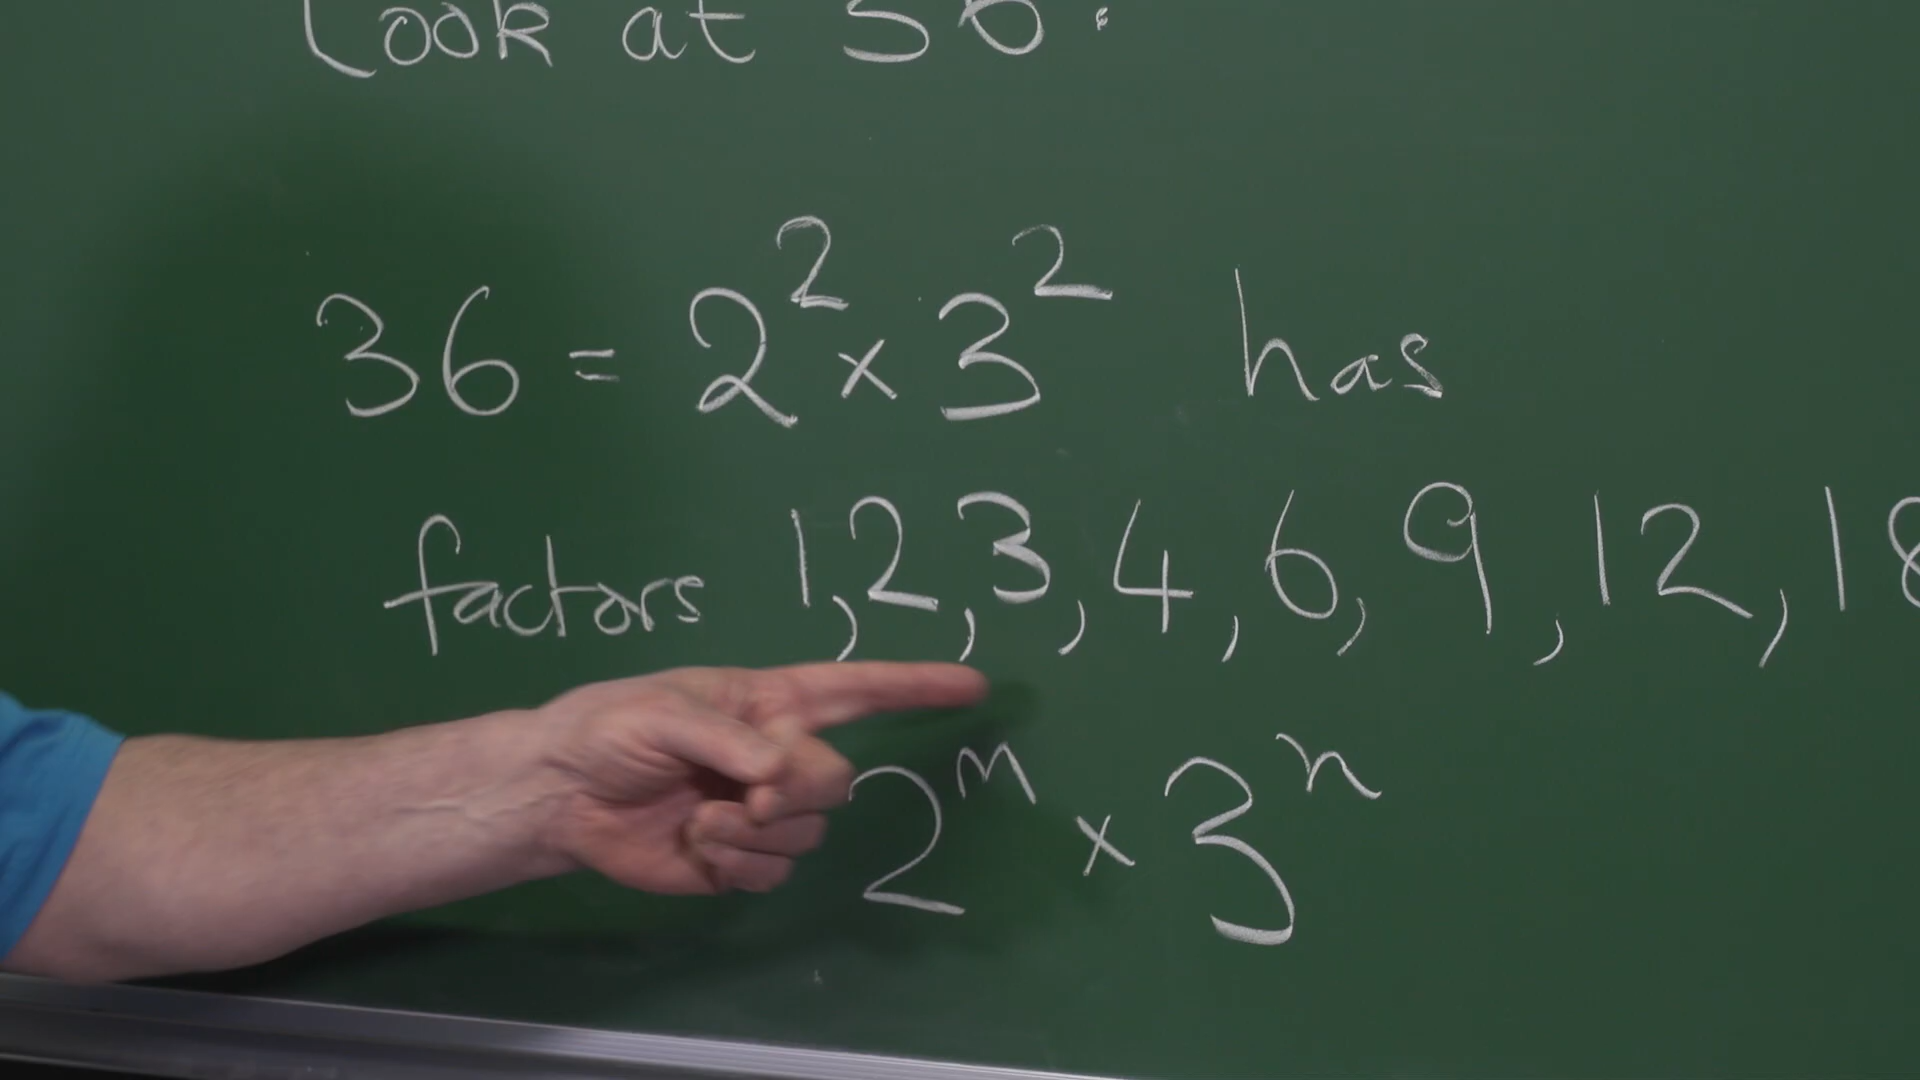 Look at 36:
36 = 2² × 3² has
factors 1, 2, 3, 4, 6, 9, 12, 18
2ᵐ × 3ⁿ